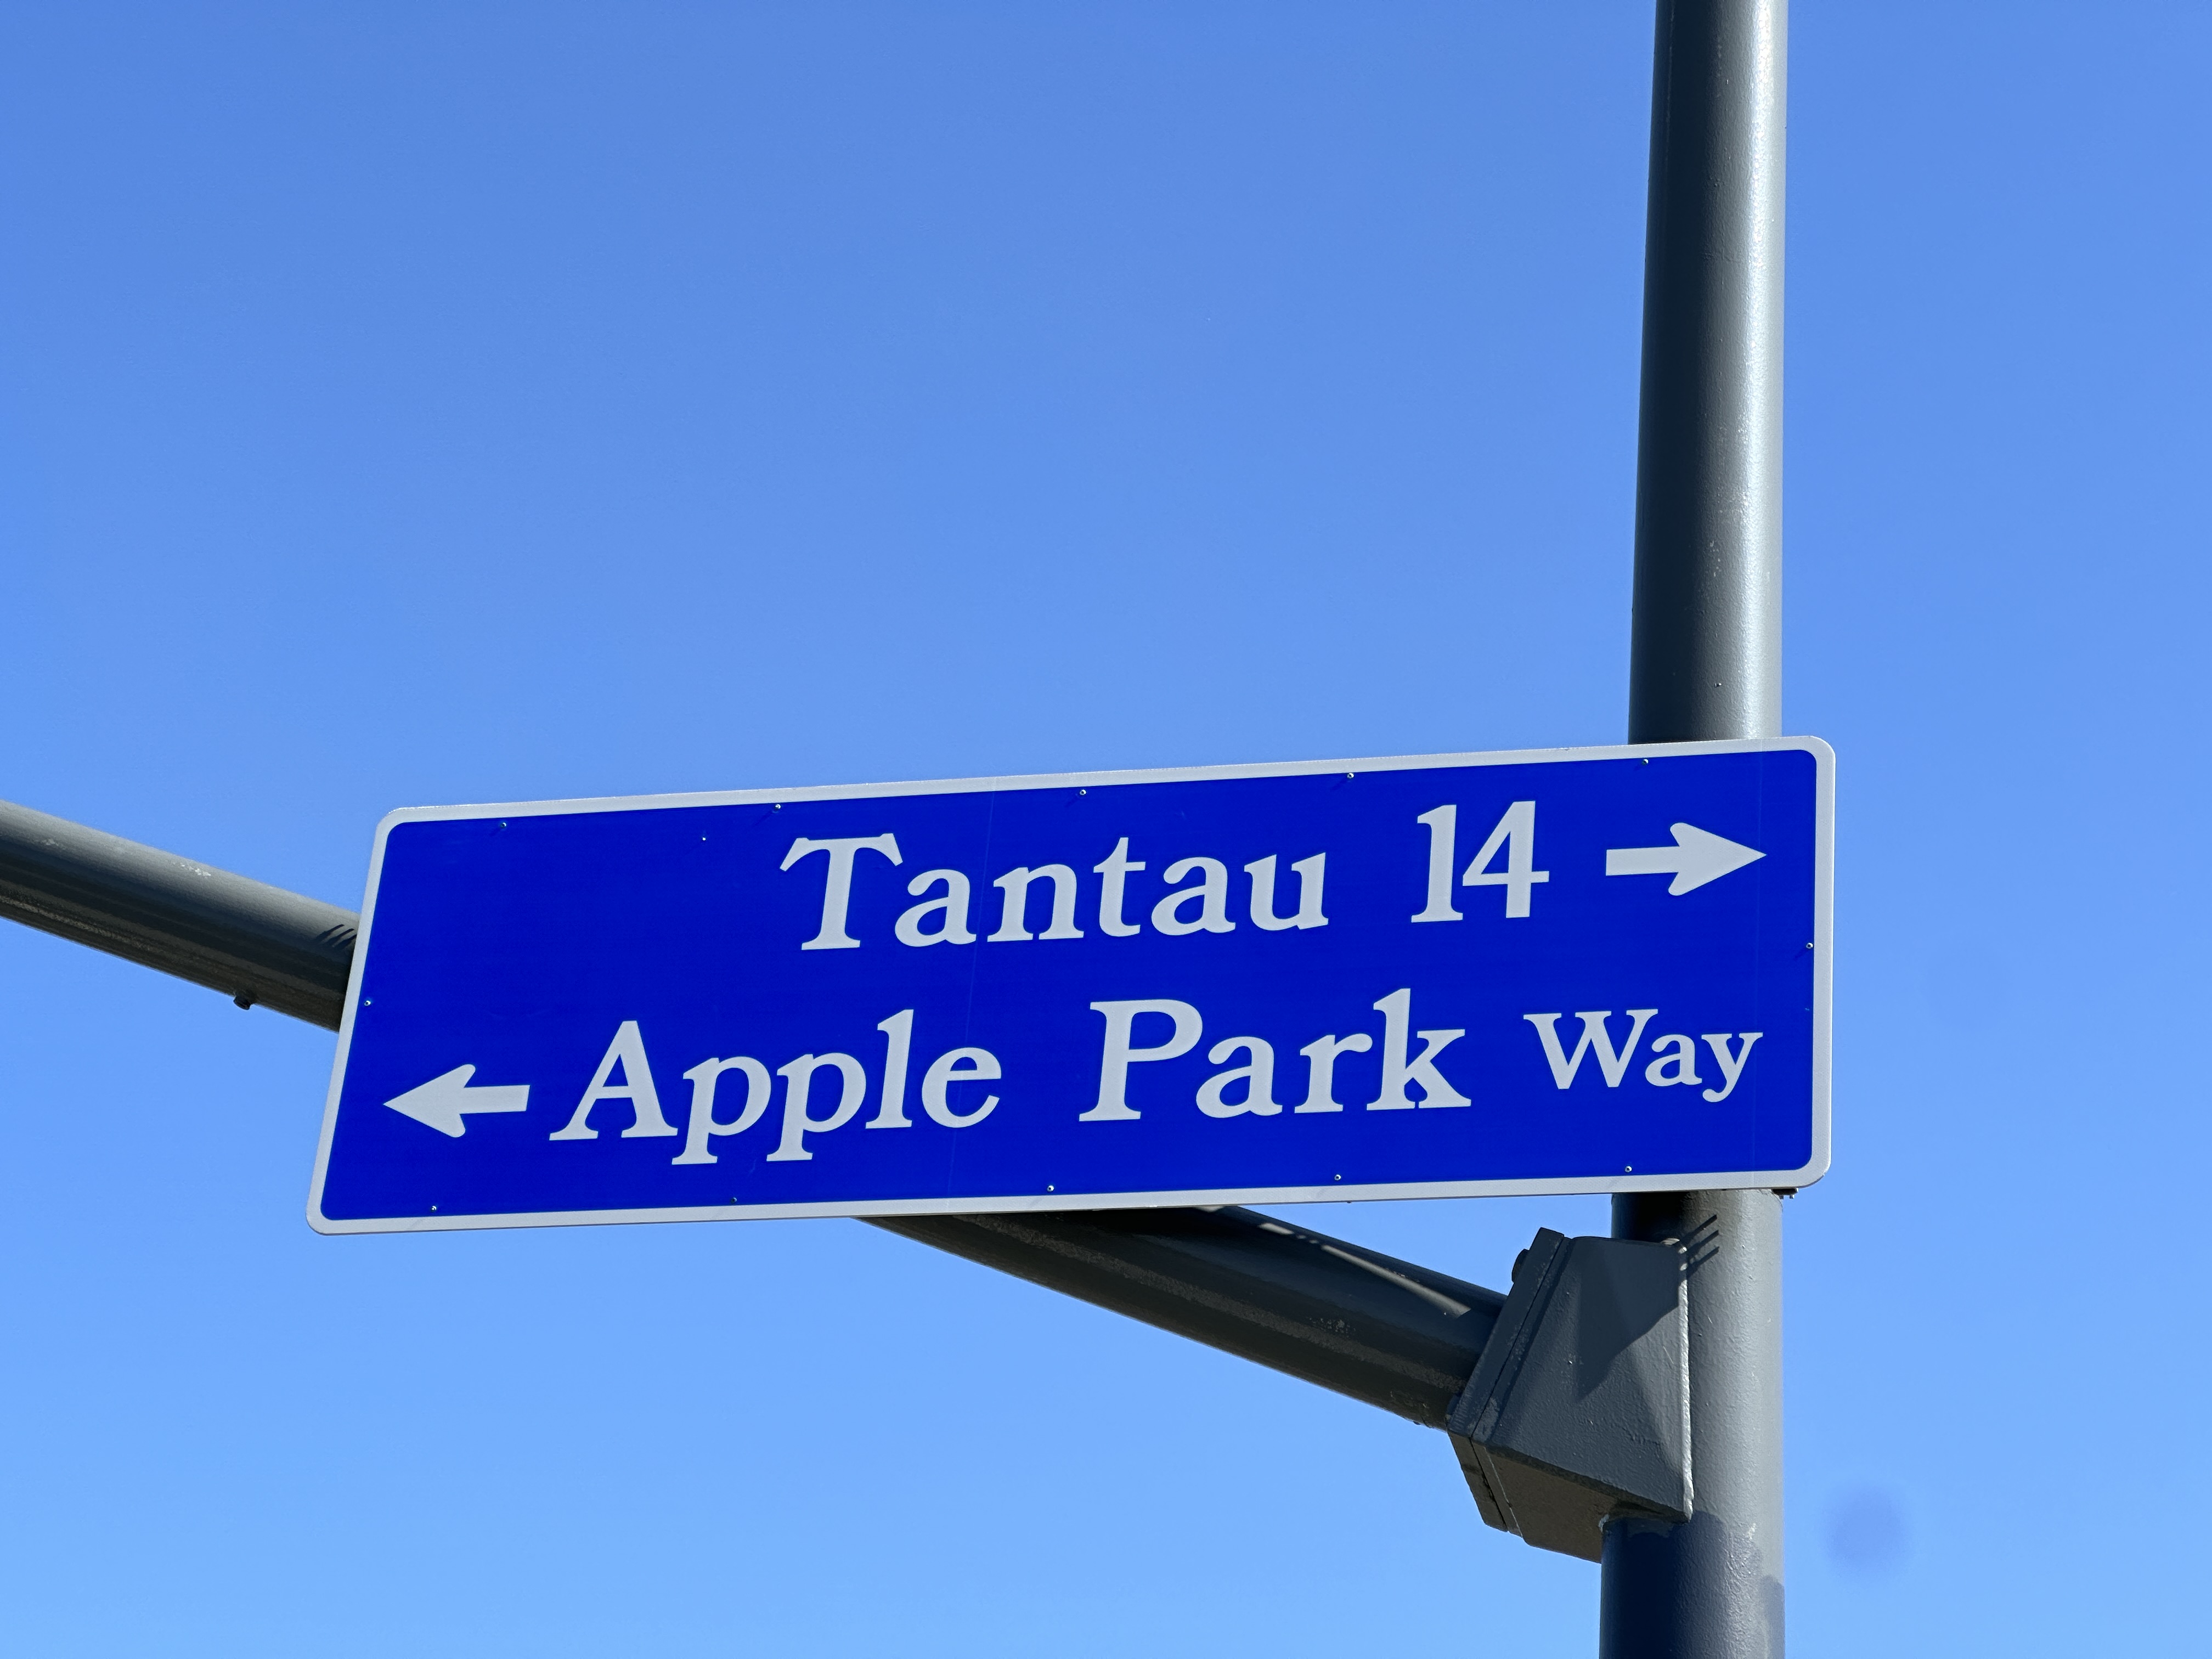 Tantau 14 →
← Apple Park Way